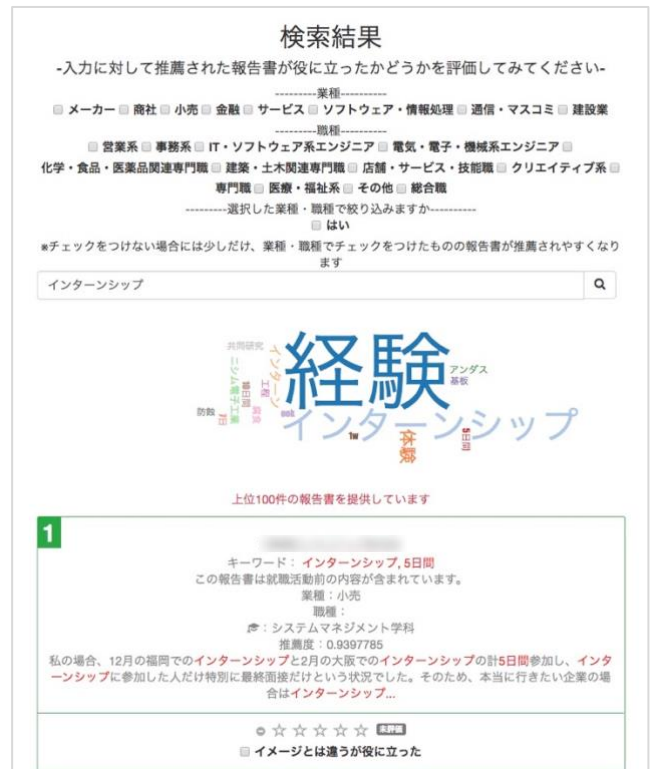 検索結果
-入力に対して推薦された報告書が役に立ったかどうかを評価してみてください-
---------業種----------
メーカー 商社 小売 金融 サービス ソフトウェア・情報処理 通信・マスコミ 建設業
---------職種----------
営業系 事務系 IT・ソフトウェア系エンジニア 電気・電子・機械系エンジニア
化学・食品・医薬品関連専門職 建築・土木関連専門職 店舗・サービス・技能職 クリエイティブ系
専門職 医療・福祉系 その他 総合職
---------選択した業種・職種で絞り込みますか----------
はい
※チェックをつけない場合には少しだけ、業種・職種でチェックをつけたものの報告書が推薦されやすくなり
ます
インターンシップ
共同研究
ニシム電子工業
10日間
工程
インターン
経験
アンダス
基板
防蝕
7日
腐食
インターンシップ
1w
体験
5日間
上位100件の報告書を提供しています
1
キーワード: インターンシップ, 5日間
この報告書は就職活動前の内容が含まれています。
業種:小売
職種:
:システムマネジメント学科
推薦度:0.9397785
私の場合、12月の福岡でのインターンシップと2月の大阪でのインターンシップの計5日間参加し、インタ
ーンシップに参加した人だけ特別に最終面接だけという状況でした。そのため、本当に行きたい企業の場
合はインターンシップ...
未評価
イメージとは違うが役に立った